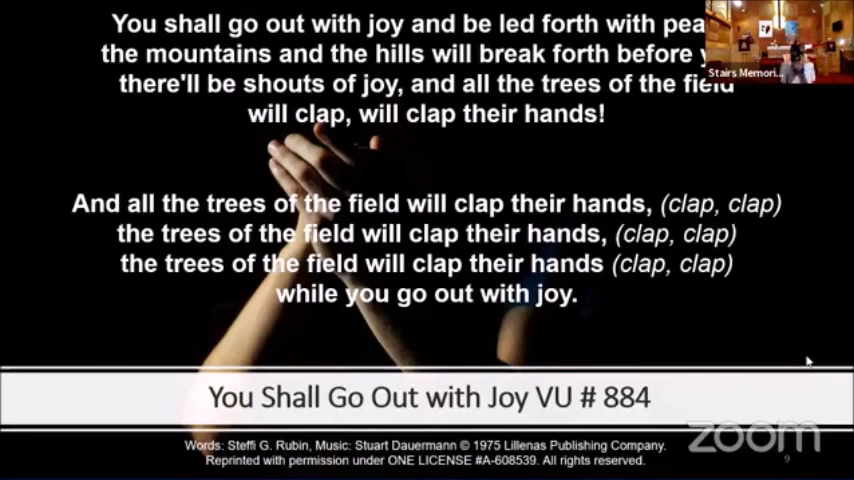 You shall go out with joy and be led forth with pea
the mountains and the hills will break forth before y
there'll be shouts of joy, and all the trees of the field
will clap, will clap their hands!
And all the trees of the field will clap their hands, (clap, clap)
the trees of the field will clap their hands, (clap, clap)
the trees of the field will clap their hands (clap, clap)
while you go out with joy.
You Shall Go Out with Joy VU # 884
Words: Steffi G. Rubin, Music: Stuart Dauermann © 1975 Lillenas Publishing Company.
Reprinted with permission under ONE LICENSE #A-608539. All rights reserved.
Stairs Memori...
zoom
9